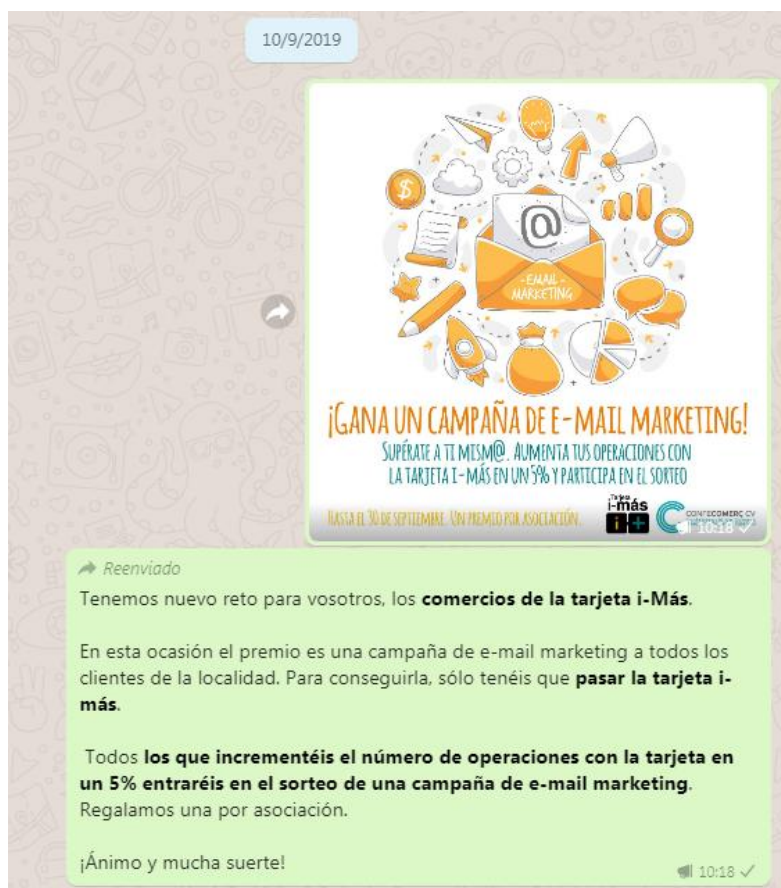 10/9/2019
@
$
- EMAIL -
MARKETING
¡GANA UN CAMPAÑA DE E-MAIL MARKETING!
SUPÉRATE A TI MISM@. AUMENTA TUS OPERACIONES CON
LA TARJETA I-MÁS EN UN 5% Y PARTICIPA EN EL SORTEO
HASTA EL 30 DE SEPTIEMBRE. UN PREMIO POR ASOCIACIÓN.
Tarjeta
i-más
i +
CONFECOMERÇ CV
10:18
Reenviado
Tenemos nuevo reto para vosotros, los comercios de la tarjeta i-Más.
En esta ocasión el premio es una campaña de e-mail marketing a todos los
clientes de la localidad. Para conseguirla, sólo tenéis que pasar la tarjeta i-
más.
Todos los que incrementéis el número de operaciones con la tarjeta en
un 5% entraréis en el sorteo de una campaña de e-mail marketing.
Regalamos una por asociación.
¡Ánimo y mucha suerte!
10:18